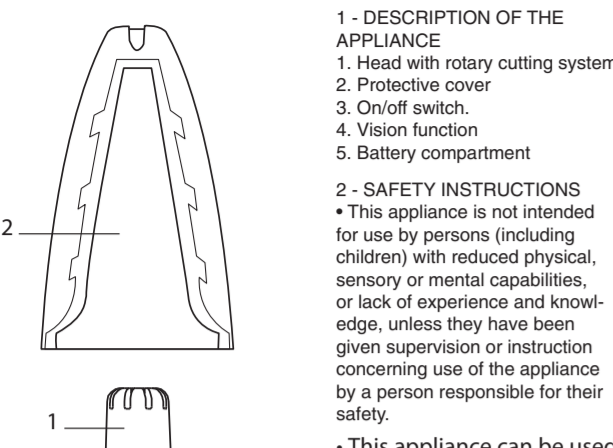 2
1
1 - DESCRIPTION OF THE
APPLIANCE
1. Head with rotary cutting system
2. Protective cover
3. On/off switch.
4. Vision function
5. Battery compartment
2 - SAFETY INSTRUCTIONS
• This appliance is not intended
for use by persons (including
children) with reduced physical,
sensory or mental capabilities,
or lack of experience and knowl-
edge, unless they have been
given supervision or instruction
concerning use of the appliance
by a person responsible for their
safety.
• This appliance can be used